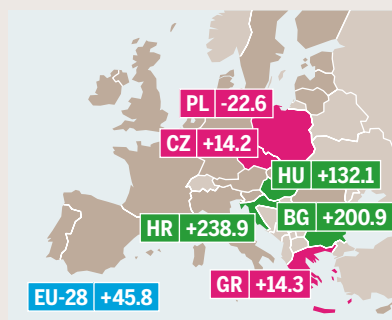 PL -22.6
CZ +14.2
HU +132.1
BG +200.9
HR +238.9
GR +14.3
EU-28 +45.8